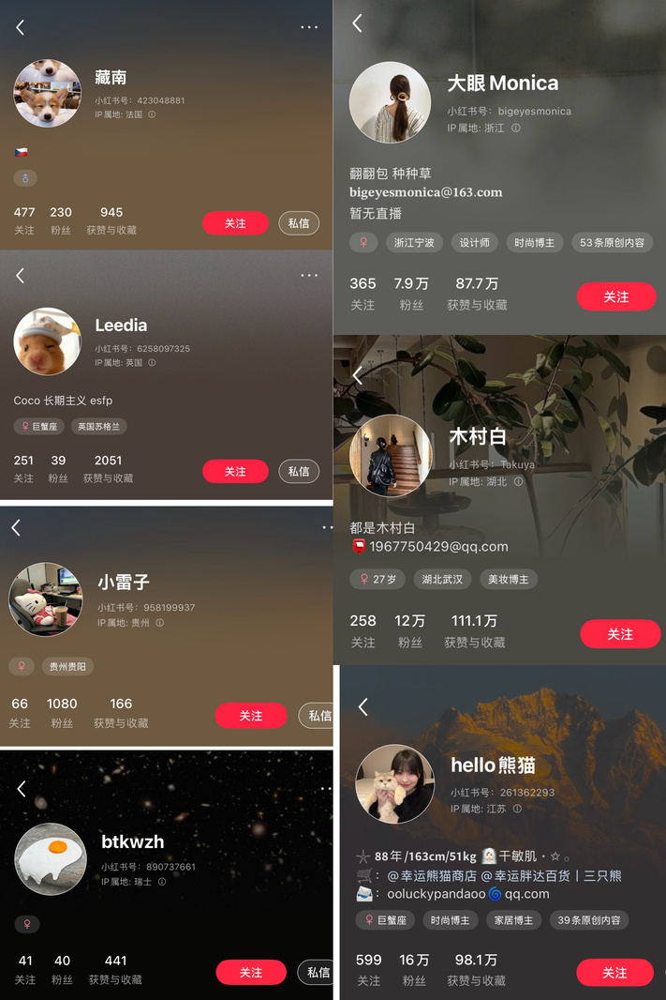 藏南
小红书号：423048881
IP属地: 法国
477 230 945
关注 粉丝 获赞与收藏
关注
私信
Leedia
小红书号：6258097325
IP属地: 英国
Coco 长期主义 esfp
巨蟹座 英国苏格兰
251 39 2051
关注 粉丝 获赞与收藏
关注
私信
小雷子
小红书号：958199937
IP属地: 贵州
贵州贵阳
66 1080 166
关注 粉丝 获赞与收藏
关注
私信
btkwzh
小红书号：890737661
IP属地: 瑞士
41 40 441
关注 粉丝 获赞与收藏
关注
私信
大眼Monica
小红书号：bigeyesmonica
IP属地: 浙江
翻翻包 种种草
bigeyesmonica@163.com
暂无直播
浙江宁波 设计师 时尚博主 53条原创内容
365 7.9万 87.7万
关注 粉丝 获赞与收藏
关注
木村白
小红书号：Takuya
IP属地: 湖北
都是木村白
📮1967750429@qq.com
27岁 湖北武汉 美妆博主
258 12万 111.1万
关注 粉丝 获赞与收藏
关注
hello熊猫
小红书号：261362293
IP属地: 江苏
88年/163cm/51kg 干敏肌・☆。
🛒：@幸运熊猫商店 @幸运胖达百货｜三只熊
📩：ooluckypandaoo🌀qq.com
巨蟹座 时尚博主 家居博主 39条原创内容
599 16万 98.1万
关注 粉丝 获赞与收藏
关注